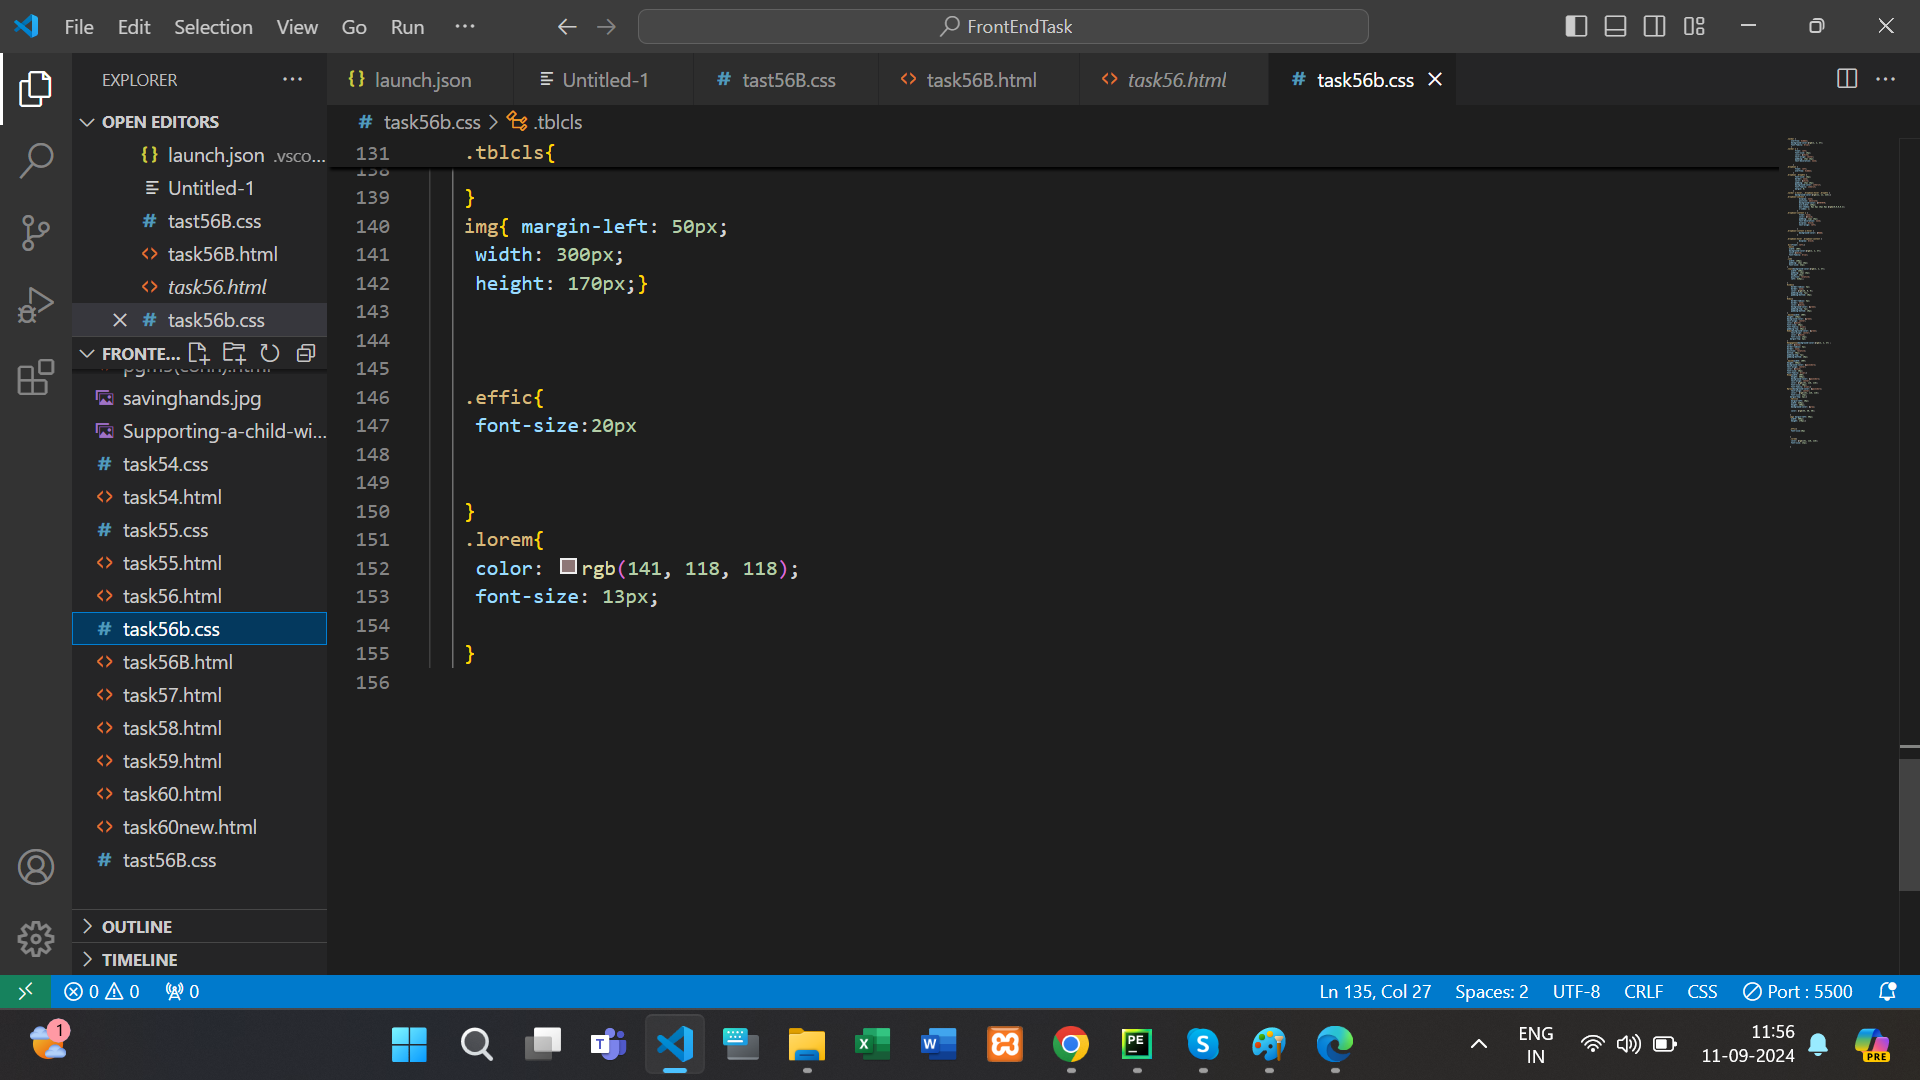 File Edit Selection View Go Run ··· FrontEndTask
EXPLORER ···
OPEN EDITORS
{} launch.json .vsco...
Untitled-1
# tast56B.css
<> task56B.html
<> task56.html
# task56b.css
FRONTE...
savinghands.jpg
Supporting-a-child-wi...
# task54.css
<> task54.html
# task55.css
<> task55.html
<> task56.html
# task56b.css
<> task56B.html
<> task57.html
<> task58.html
<> task59.html
<> task60.html
<> task60new.html
# tast56B.css
OUTLINE
TIMELINE
{} launch.json Untitled-1 # tast56B.css <> task56B.html <> task56.html # task56b.css
# task56b.css > .tblcls
131 .tblcls{
138
139 }
140 img{ margin-left: 50px;
141 width: 300px;
142 height: 170px;}
143
144
145
146 .effic{
147 font-size:20px
148
149
150 }
151 .lorem{
152 color: rgb(141, 118, 118);
153 font-size: 13px;
154
155 }
156
0 0 0 Ln 135, Col 27 Spaces: 2 UTF-8 CRLF CSS Port : 5500
1 ENG 11:56
IN 11-09-2024 PRE